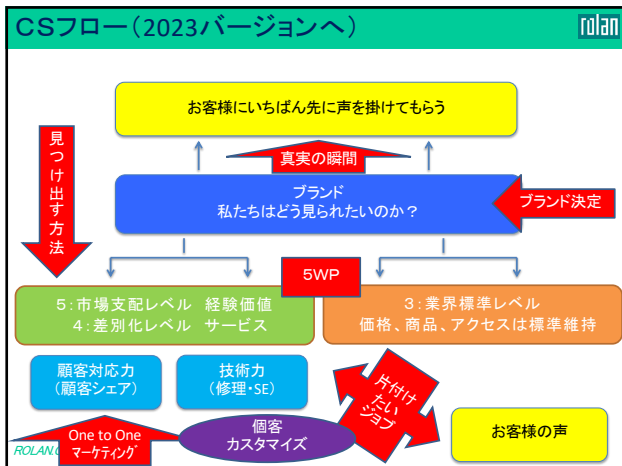 CSフロー(2023バージョンへ)
rolan
お客様にいちばん先に声を掛けてもらう
見つけ出す方法
真実の瞬間
ブランド
私たちはどう見られたいのか？
ブランド決定
5WP
5:市場支配レベル 経験価値
4:差別化レベル サービス
3:業界標準レベル
価格、商品、アクセスは標準維持
顧客対応力
(顧客シェア)
技術力
(修理・SE)
片付け
たい
ジョブ
One to One
マーケティング
個客
カスタマイズ
お客様の声